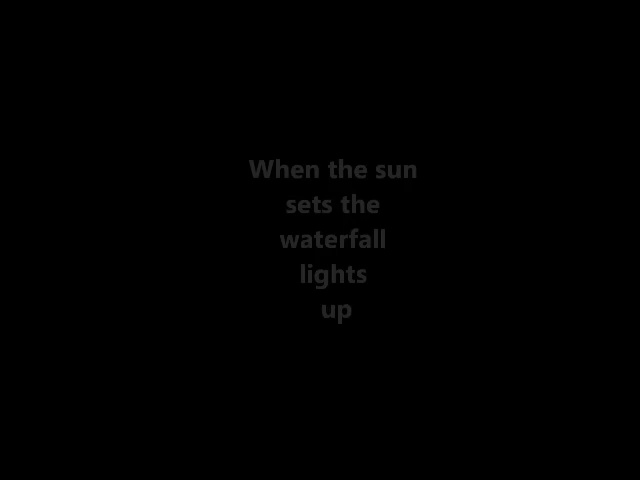 When the sun
sets the
waterfall
lights
up